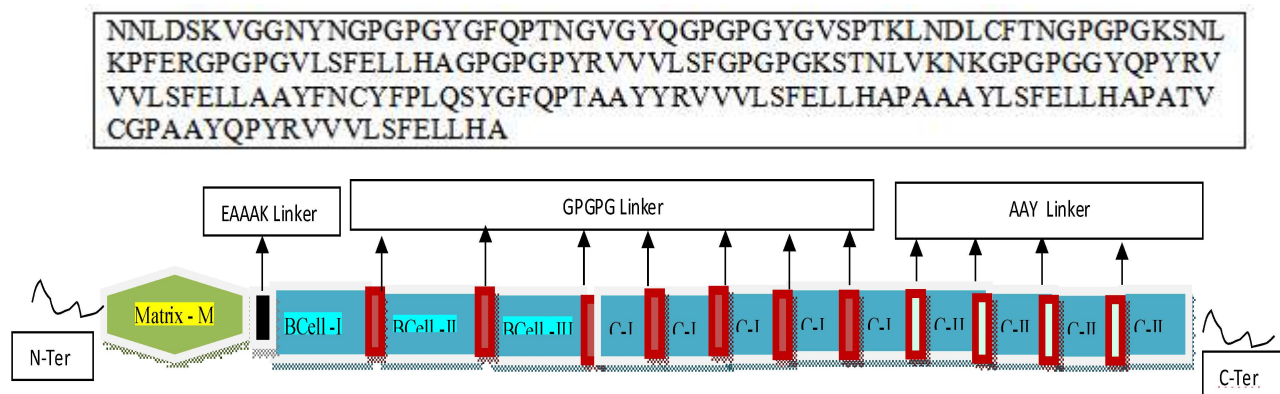 NNLDSKVGGNYNGPGPGYGFQPTNGVGYQGPGPGYGVSPTKLNDLCFTNGPGPGKSNL
KPFERGPGPGVLSFELLHAGPGPGPYRVVVLSFGPGPGKSTNLVKNKGPGPGGYQPYRV
VVLSFELLAAYFNCYFPLQSYGFQPTAAYYRVVVLSFELLHAPAAAYLSFELLHAPATV
CGPAAYQPYRVVVLSFELLHA
EAAAK Linker
GPGPG Linker
AAY Linker
Matrix - M
BCell -I
BCell -II
BCell -III
C-I
C-I
C-I
C-I
C-I
C-II
C-II
C-II
C-II
N-Ter
C-Ter